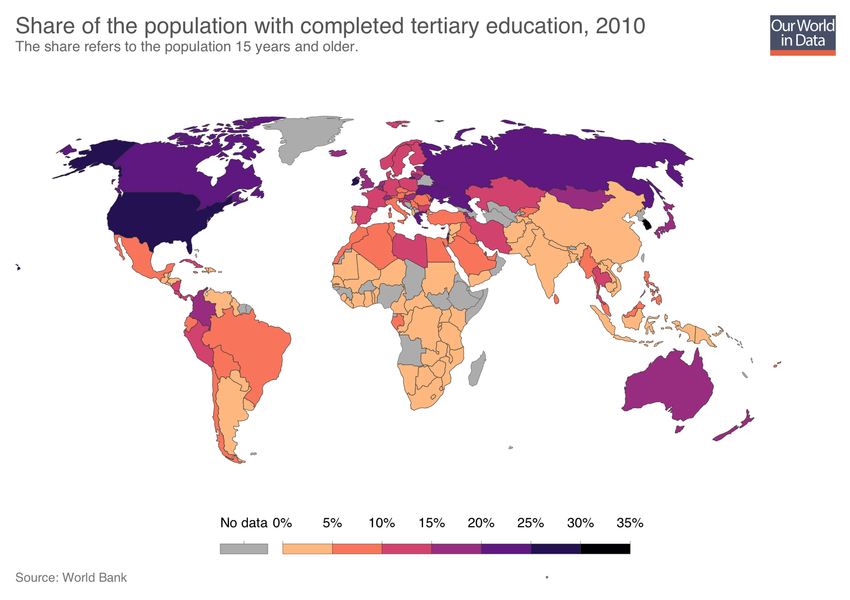 Share of the population with completed tertiary education, 2010
The share refers to the population 15 years and older.
Our World
in Data
No data 0% 5% 10% 15% 20% 25% 30% 35%
Source: World Bank